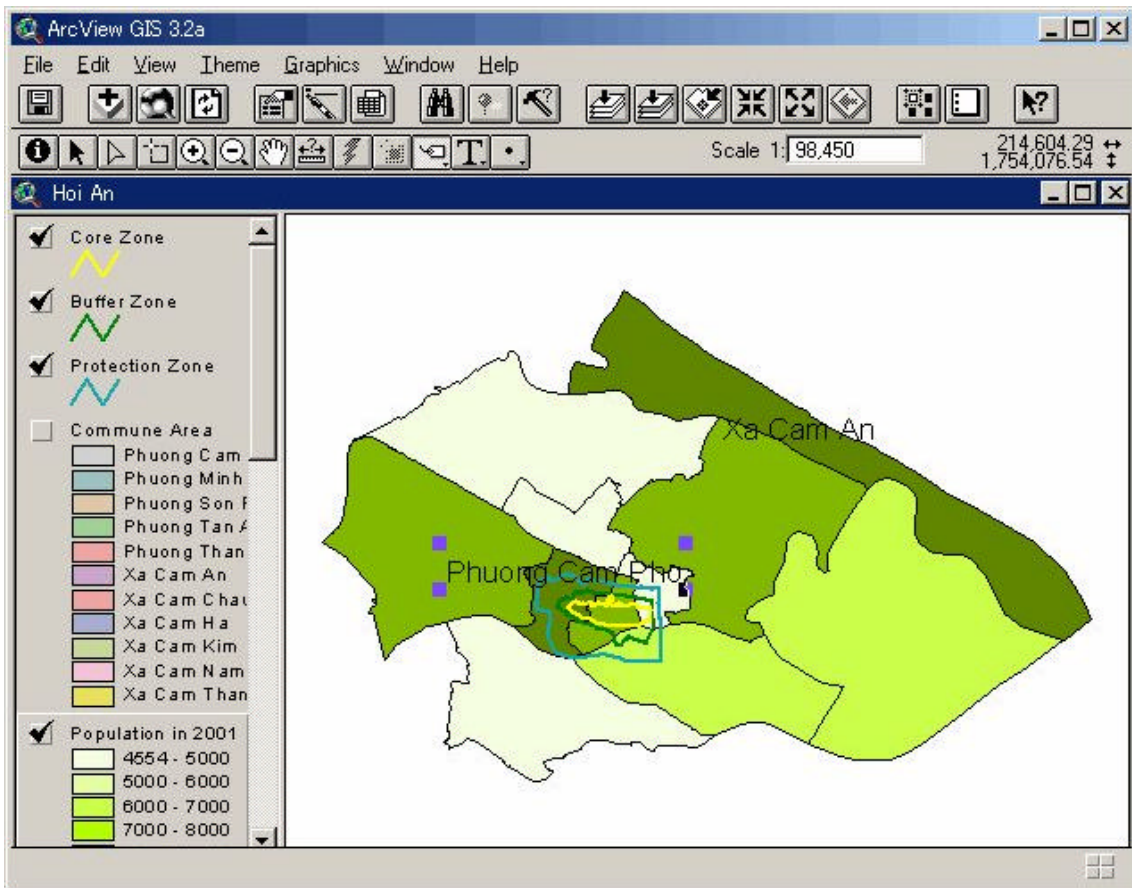 ArcView GIS 3.2a
File Edit View Theme Graphics Window Help
Scale 1: 98,450
214,604.29
1,754,076.54
Hoi An
Core Zone
Buffer Zone
Protection Zone
Commune Area
Phuong Cam
Phuong Minh
Phuong Son
Phuong Tan
Phuong Than
Xa Cam An
Xa Cam Chau
Xa Cam Ha
Xa Cam Kim
Xa Cam Nam
Xa Cam Than
Population in 2001
4554 - 5000
5000 - 6000
6000 - 7000
7000 - 8000
Xa Cam An
Phuong Cam Pho